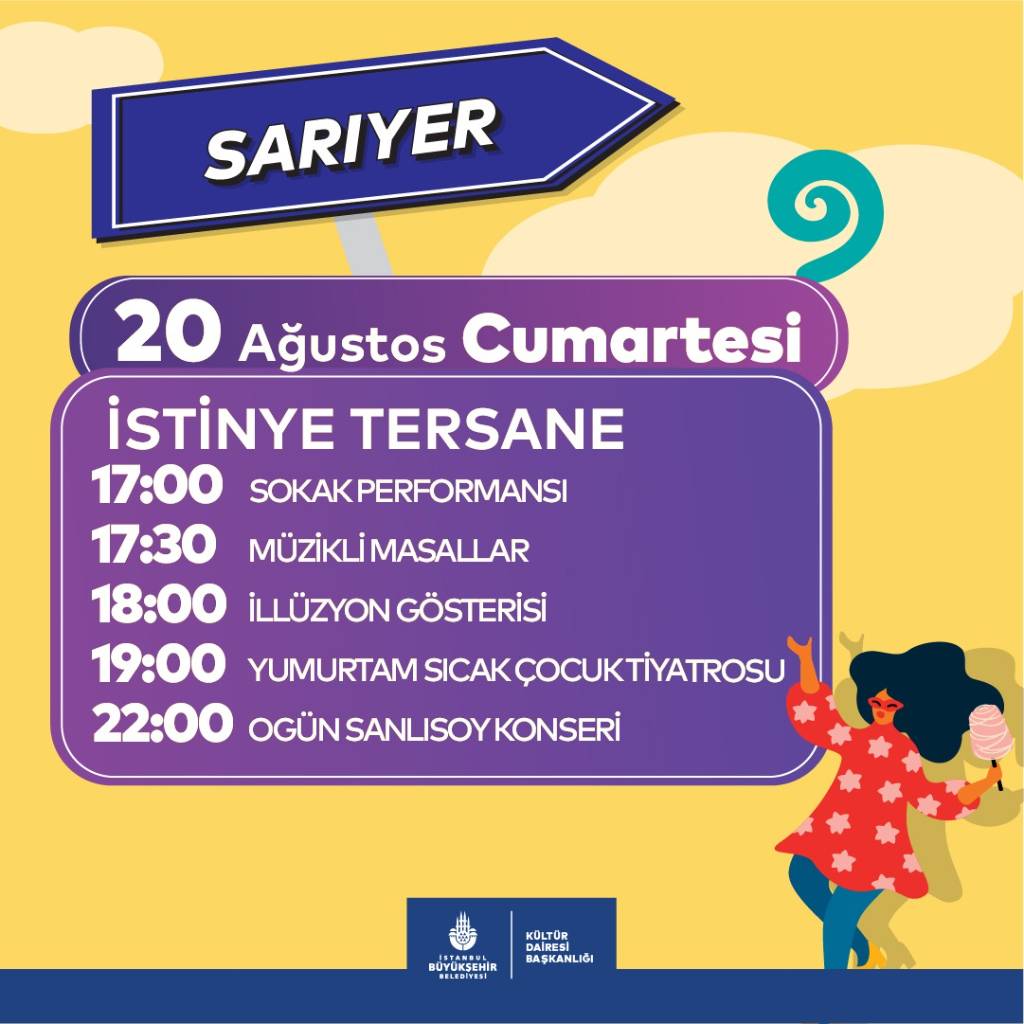 SARIYER
20 Ağustos Cumartesi
İSTİNYE TERSANE
17:00 SOKAK PERFORMANSI
17:30 MÜZİKLİ MASALLAR
18:00 İLLÜZYON GÖSTERİSİ
19:00 YUMURTAM SICAK ÇOCUK TİYATROSU
22:00 OGÜN SANLISOY KONSERİ
İSTANBUL
BÜYÜKŞEHİR
BELEDİYESİ
KÜLTÜR
DAİRESİ
BAŞKANLIĞI